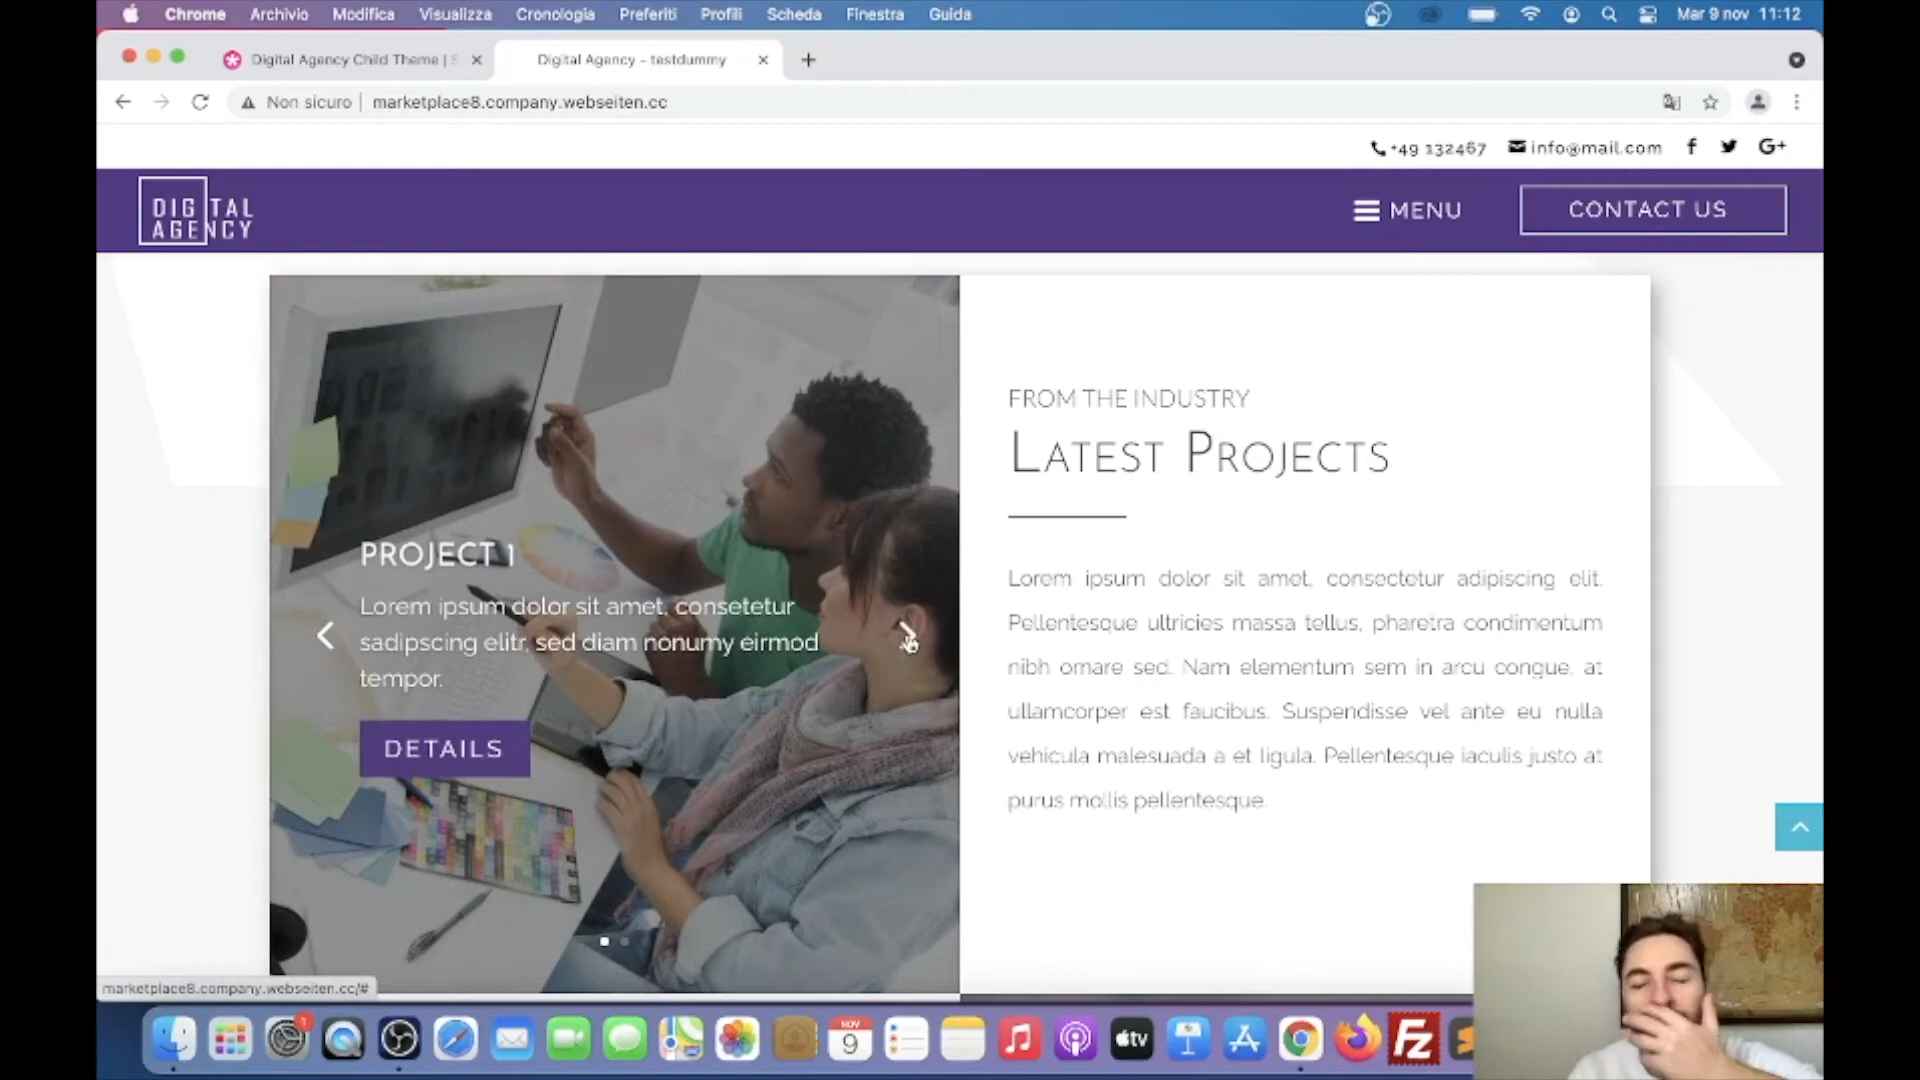 Chrome Archivio Modifica Visualizza Cronologia Preferiti Profili Scheda Finestra Guida Mar 9 nov 11:12
Digital Agency Child Theme | S
Digital Agency - testdummy
Non sicuro | marketplace8.company.webseiten.cc
+49 132467 info@mail.com f G+
DIGITAL
AGENCY
MENU
CONTACT US
PROJECT 1
Lorem ipsum dolor sit amet, consetetur
sadipscing elitr, sed diam nonumy eirmod
tempor.
DETAILS
FROM THE INDUSTRY
Latest Projects
Lorem ipsum dolor sit amet, consectetur adipiscing elit.
Pellentesque ultricies massa tellus, pharetra condimentum
nibh ornare sed. Nam elementum sem in arcu congue, at
ullamcorper est faucibus. Suspendisse vel ante eu nulla
vehicula malesuada a et ligula. Pellentesque iaculis justo at
purus mollis pellentesque.
marketplace8.company.webseiten.cc/#
1
NOV
9
tv
FZ